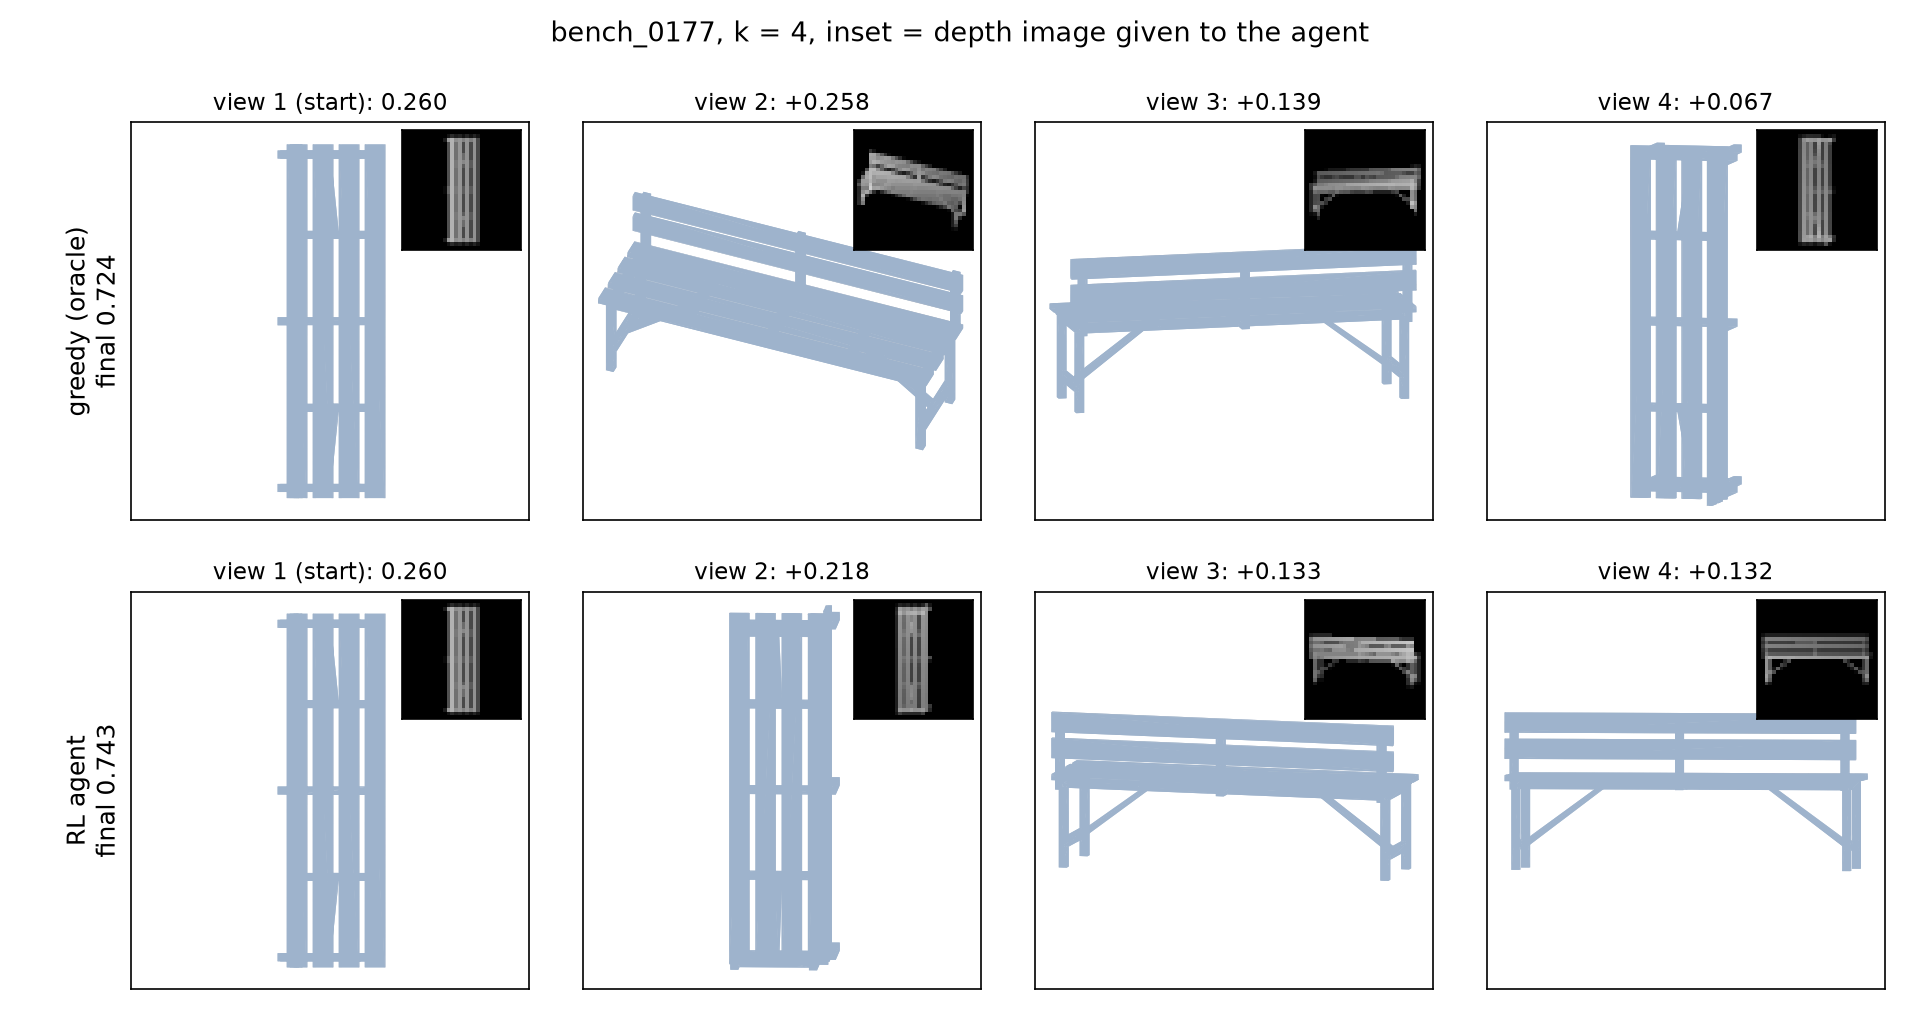 bench_0177, k = 4, inset = depth image given to the agent
greedy (oracle)
final 0.724
view 1 (start): 0.260
view 2: +0.258
view 3: +0.139
view 4: +0.067
RL agent
final 0.743
view 1 (start): 0.260
view 2: +0.218
view 3: +0.133
view 4: +0.132